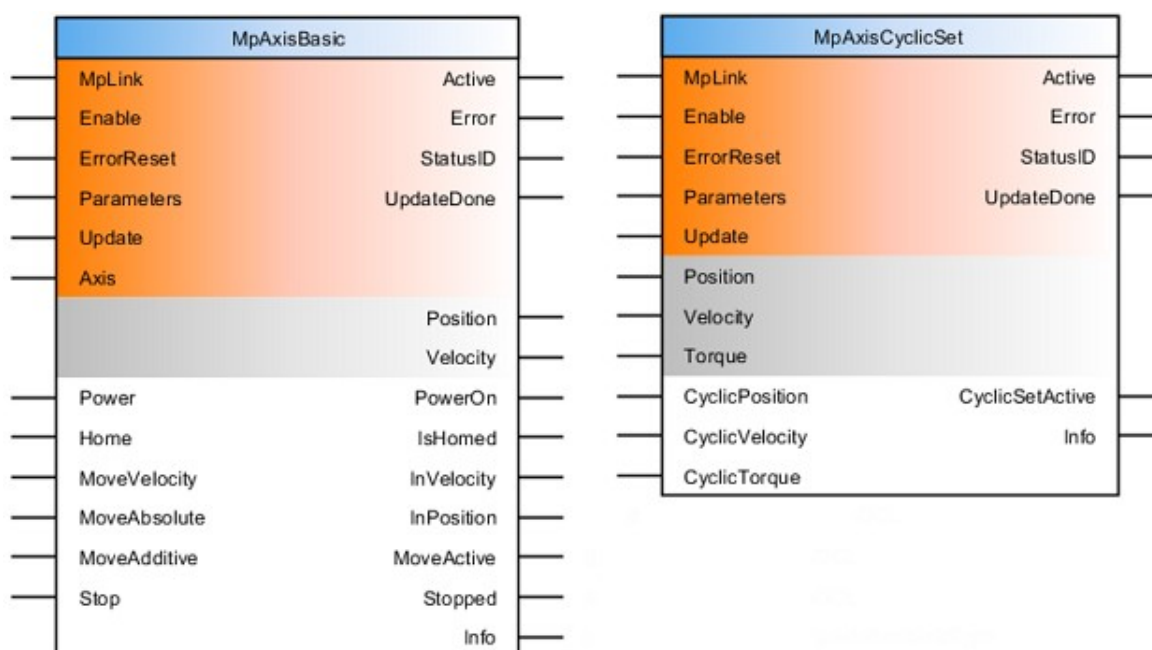 MpAxisBasic
MpLink Active
Enable Error
ErrorReset StatusID
Parameters UpdateDone
Update
Axis
Position
Velocity
Power PowerOn
Home IsHomed
MoveVelocity InVelocity
MoveAbsolute InPosition
MoveAdditive MoveActive
Stop Stopped
Info
MpAxisCyclicSet
MpLink Active
Enable Error
ErrorReset StatusID
Parameters UpdateDone
Update
Position
Velocity
Torque
CyclicPosition CyclicSetActive
CyclicVelocity Info
CyclicTorque